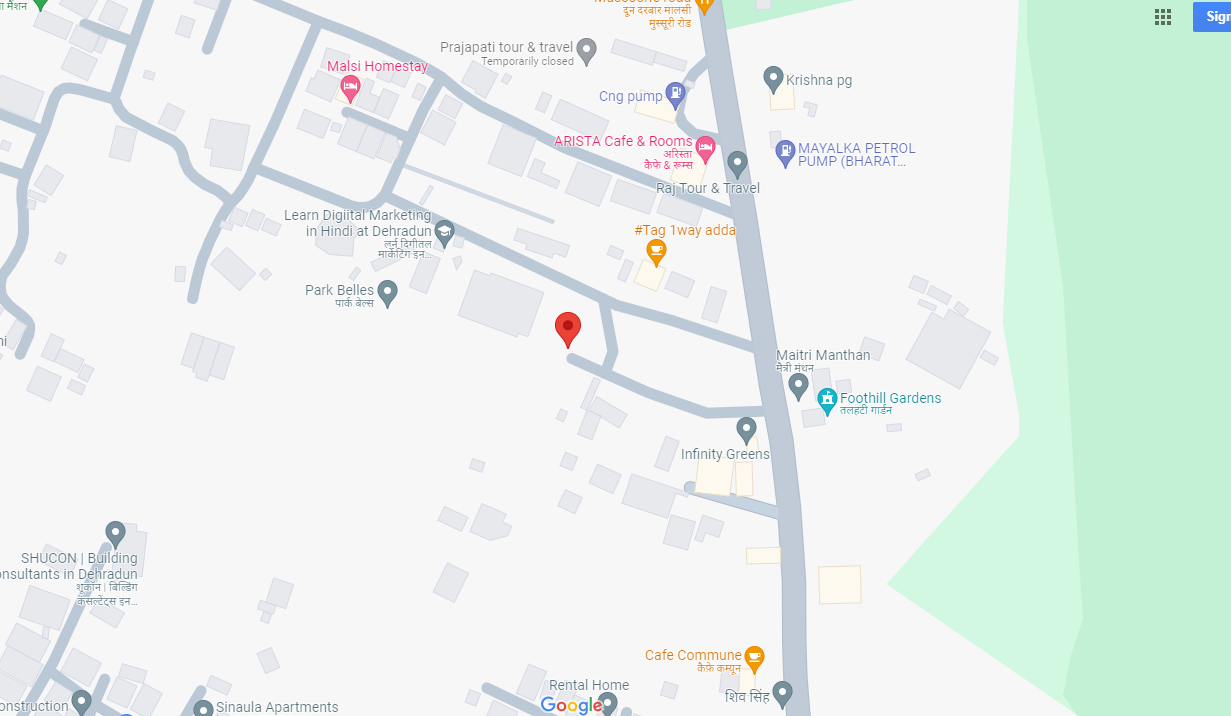 मैंशन
दून दरबार मालसी
मुस्सूरी रोड
Sign
Prajapati tour & travel
Temporarily closed
Malsi Homestay
Krishna pg
Cng pump
ARISTA Cafe & Rooms
अरिस्ता
कैफे & रूम्स
MAYALKA PETROL
PUMP (BHARAT...
Raj Tour & Travel
Learn Digiital Marketing
in Hindi at Dehradun
लर्न दिगीतल
मार्केटिंग इन...
#Tag 1way adda
Park Belles
पार्क बेल्स
Maitri Manthan
मैत्री मंथन
Foothill Gardens
तलहटी गार्डन
Infinity Greens
SHUCON | Building
onsultants in Dehradun
शूकॉन | बिल्डिंग
कंसल्टेंट्स इन...
Cafe Commune
कैफ़े कम्यून
Rental Home
शिव सिंह
onstruction
Sinaula Apartments
Google